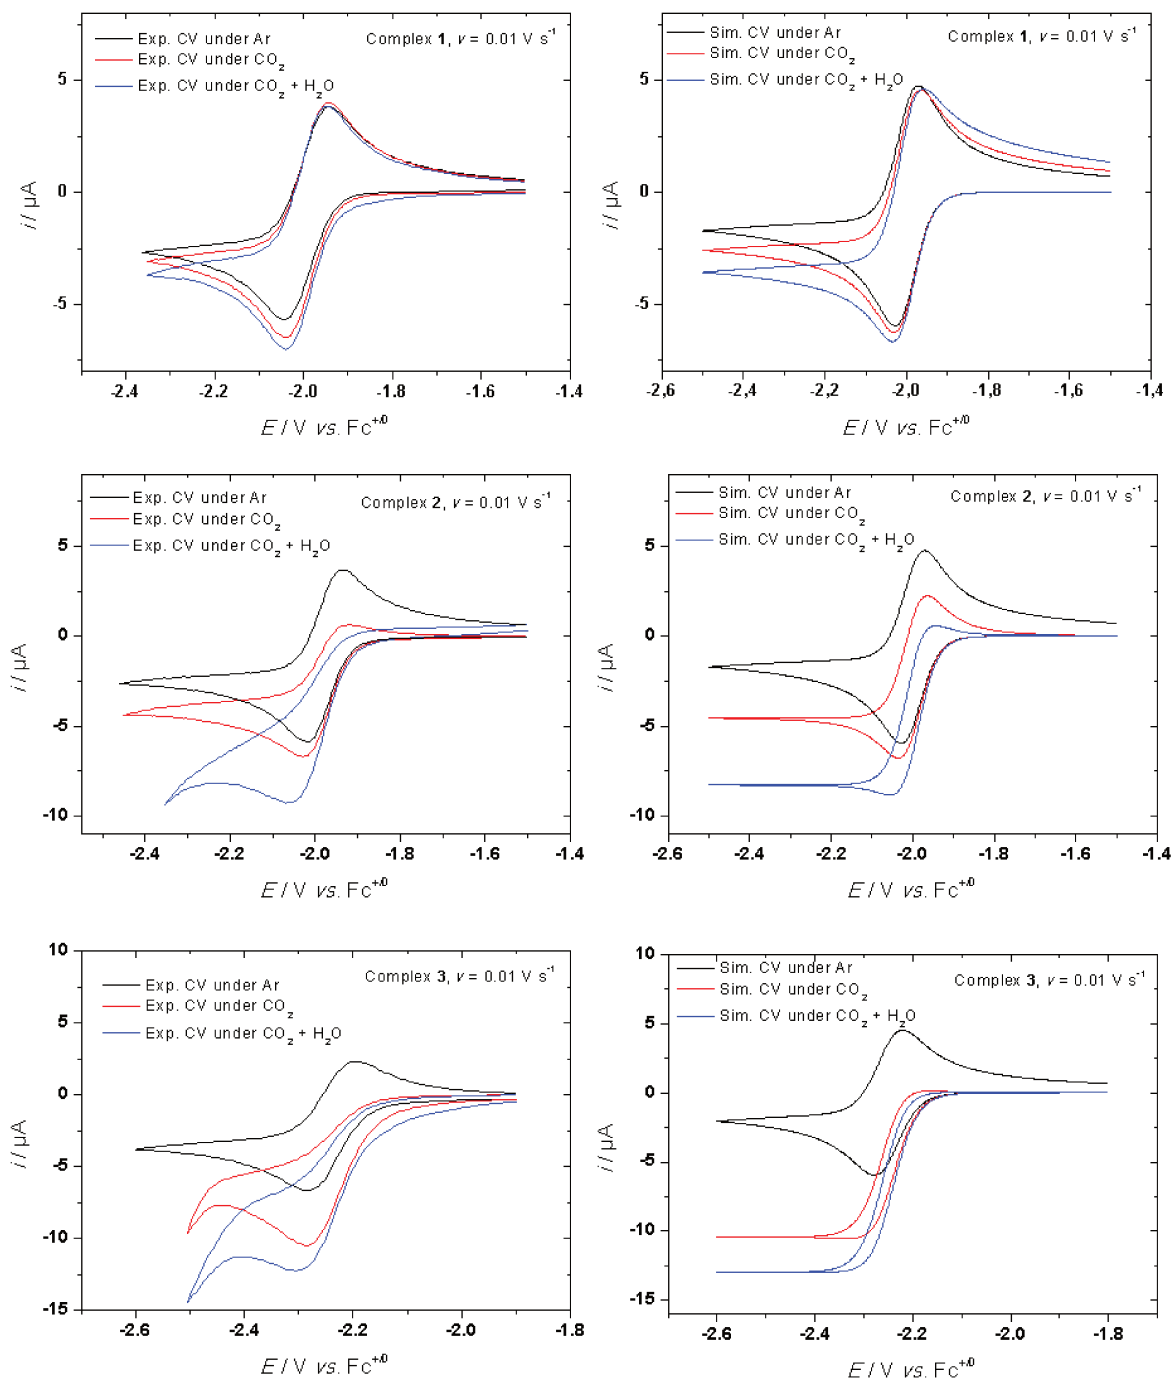 Exp. CV under Ar
Exp. CV under CO₂
Exp. CV under CO₂ + H₂O
Complex 1, ν = 0.01 V s⁻¹
5
0
-5
i / μA
-2.4 -2.2 -2.0 -1.8 -1.6 -1.4
E / V vs. Fc⁺ᐟ⁰
Sim. CV under Ar
Sim. CV under CO₂
Sim. CV under CO₂ + H₂O
Complex 1, ν = 0.01 V s⁻¹
5
0
-5
i / μA
-2,6 -2,4 -2,2 -2,0 -1,8 -1,6 -1,4
E / V vs. Fc⁺ᐟ⁰
Exp. CV under Ar
Exp. CV under CO₂
Exp. CV under CO₂ + H₂O
Complex 2, ν = 0.01 V s⁻¹
5
0
-5
-10
i / μA
-2.4 -2.2 -2.0 -1.8 -1.6 -1.4
E / V vs. Fc⁺ᐟ⁰
Sim. CV under Ar
Sim. CV under CO₂
Sim. CV under CO₂ + H₂O
Complex 2, ν = 0.01 V s⁻¹
5
0
-5
-10
i / μA
-2.6 -2.4 -2.2 -2.0 -1.8 -1.6 -1.4
E / V vs. Fc⁺ᐟ⁰
Exp. CV under Ar
Exp. CV under CO₂
Exp. CV under CO₂ + H₂O
Complex 3, ν = 0.01 V s⁻¹
10
5
0
-5
-10
-15
i / μA
-2.6 -2.4 -2.2 -2.0 -1.8
E / V vs. Fc⁺ᐟ⁰
Sim. CV under Ar
Sim. CV under CO₂
Sim. CV under CO₂ + H₂O
Complex 3, ν = 0.01 V s⁻¹
10
5
0
-5
-10
-15
i / μA
-2.6 -2.4 -2.2 -2.0 -1.8
E / V vs. Fc⁺ᐟ⁰